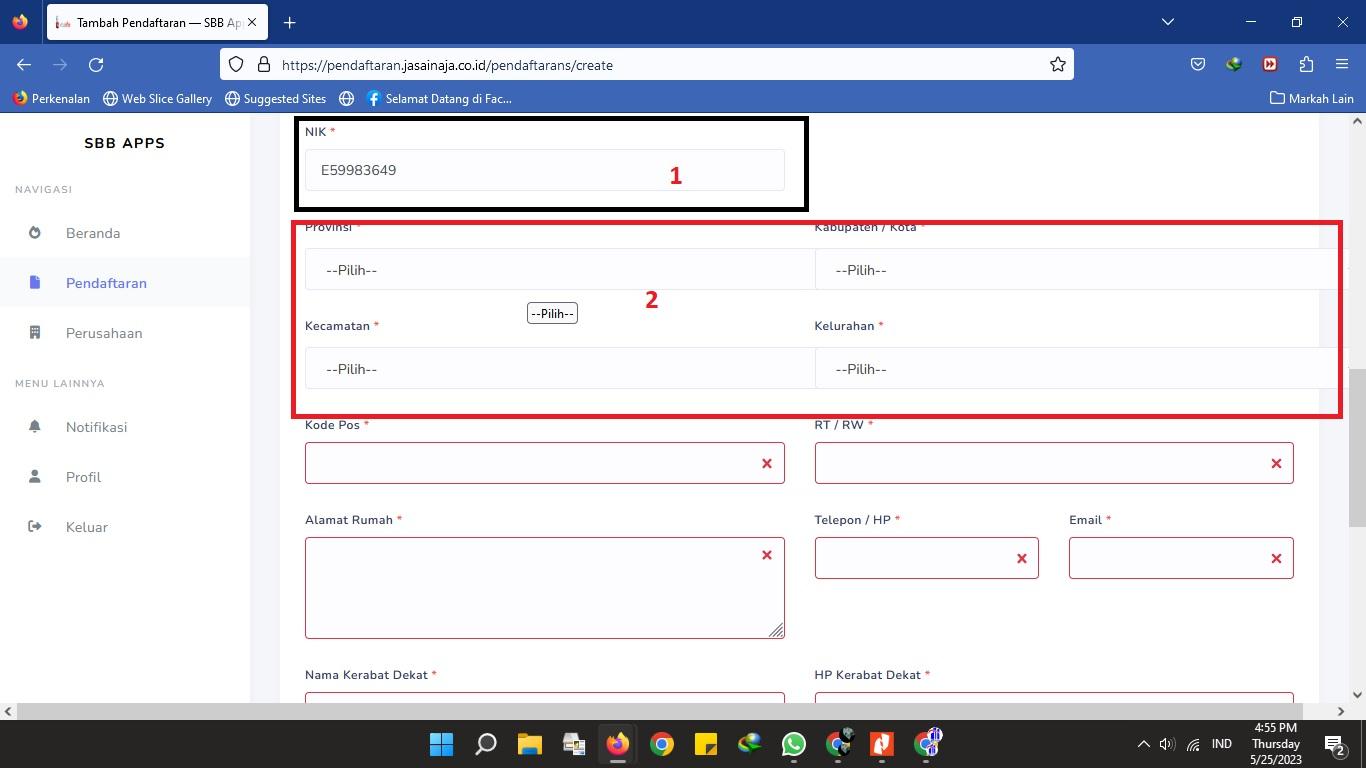 Tambah Pendaftaran — SBB Ap
https://pendaftaran.jasainaja.co.id/pendaftarans/create
Perkenalan
Web Slice Gallery
Suggested Sites
Selamat Datang di Fac...
Markah Lain
SBB APPS
NAVIGASI
Beranda
Pendaftaran
Perusahaan
MENU LAINNYA
Notifikasi
Profil
Keluar
NIK *
E59983649
1
Provinsi *
Kabupaten / Kota *
--Pilih--
--Pilih--
2
--Pilih--
Kecamatan *
Kelurahan *
--Pilih--
--Pilih--
Kode Pos *
RT / RW *
Alamat Rumah *
Telepon / HP *
Email *
Nama Kerabat Dekat *
HP Kerabat Dekat *
IND
4:55 PM
Thursday
5/25/2023
2